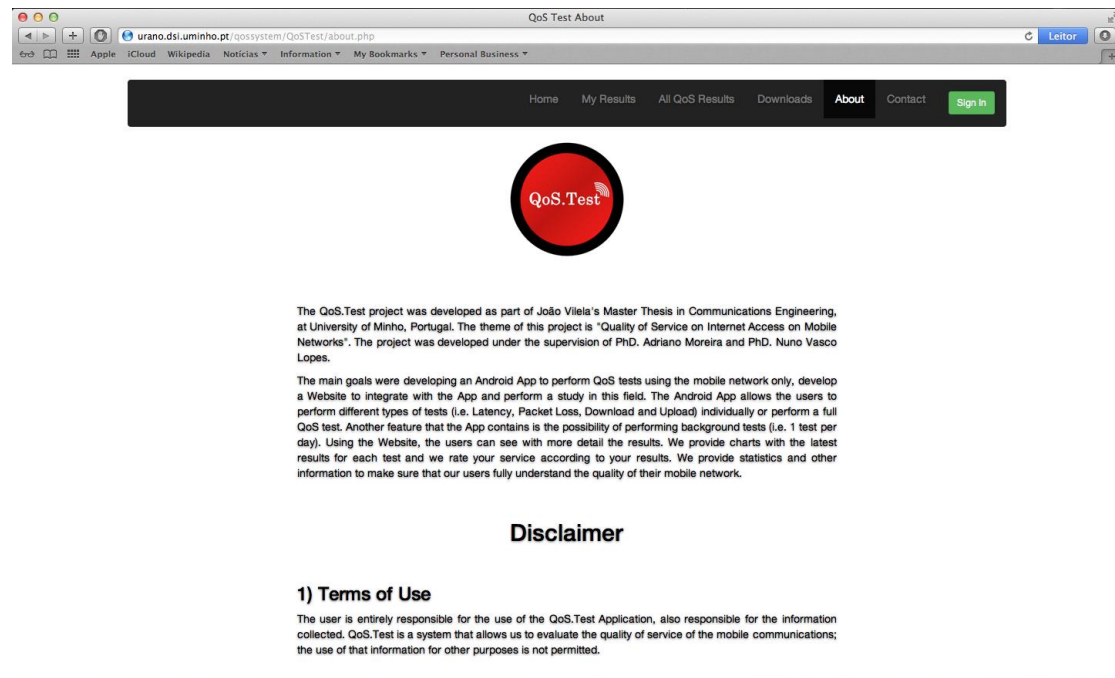 QoS Test About
urano.dsi.uminho.pt/qossystem/QoSTest/about.php
Leitor
Apple iCloud Wikipedia Notícias Information My Bookmarks Personal Business
Home My Results All QoS Results Downloads About Contact Sign In
QoS.Test
The QoS.Test project was developed as part of João Vilela's Master Thesis in Communications Engineering,
at University of Minho, Portugal. The theme of this project is "Quality of Service on Internet Access on Mobile
Networks". The project was developed under the supervision of PhD. Adriano Moreira and PhD. Nuno Vasco
Lopes.
The main goals were developing an Android App to perform QoS tests using the mobile network only, develop
a Website to integrate with the App and perform a study in this field. The Android App allows the users to
perform different types of tests (i.e. Latency, Packet Loss, Download and Upload) individually or perform a full
QoS test. Another feature that the App contains is the possibility of performing background tests (i.e. 1 test per
day). Using the Website, the users can see with more detail the results. We provide charts with the latest
results for each test and we rate your service according to your results. We provide statistics and other
information to make sure that our users fully understand the quality of their mobile network.
Disclaimer
1) Terms of Use
The user is entirely responsible for the use of the QoS.Test Application, also responsible for the information
collected. QoS.Test is a system that allows us to evaluate the quality of service of the mobile communications;
the use of that information for other purposes is not permitted.